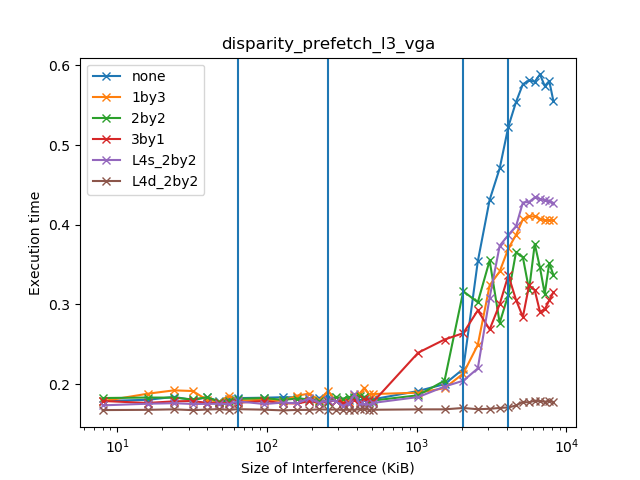 disparity_prefetch_l3_vga
none
1by3
2by2
3by1
L4s_2by2
L4d_2by2
0.6
0.5
0.4
0.3
0.2
Execution time
10¹
10²
10³
10⁴
Size of Interference (KiB)